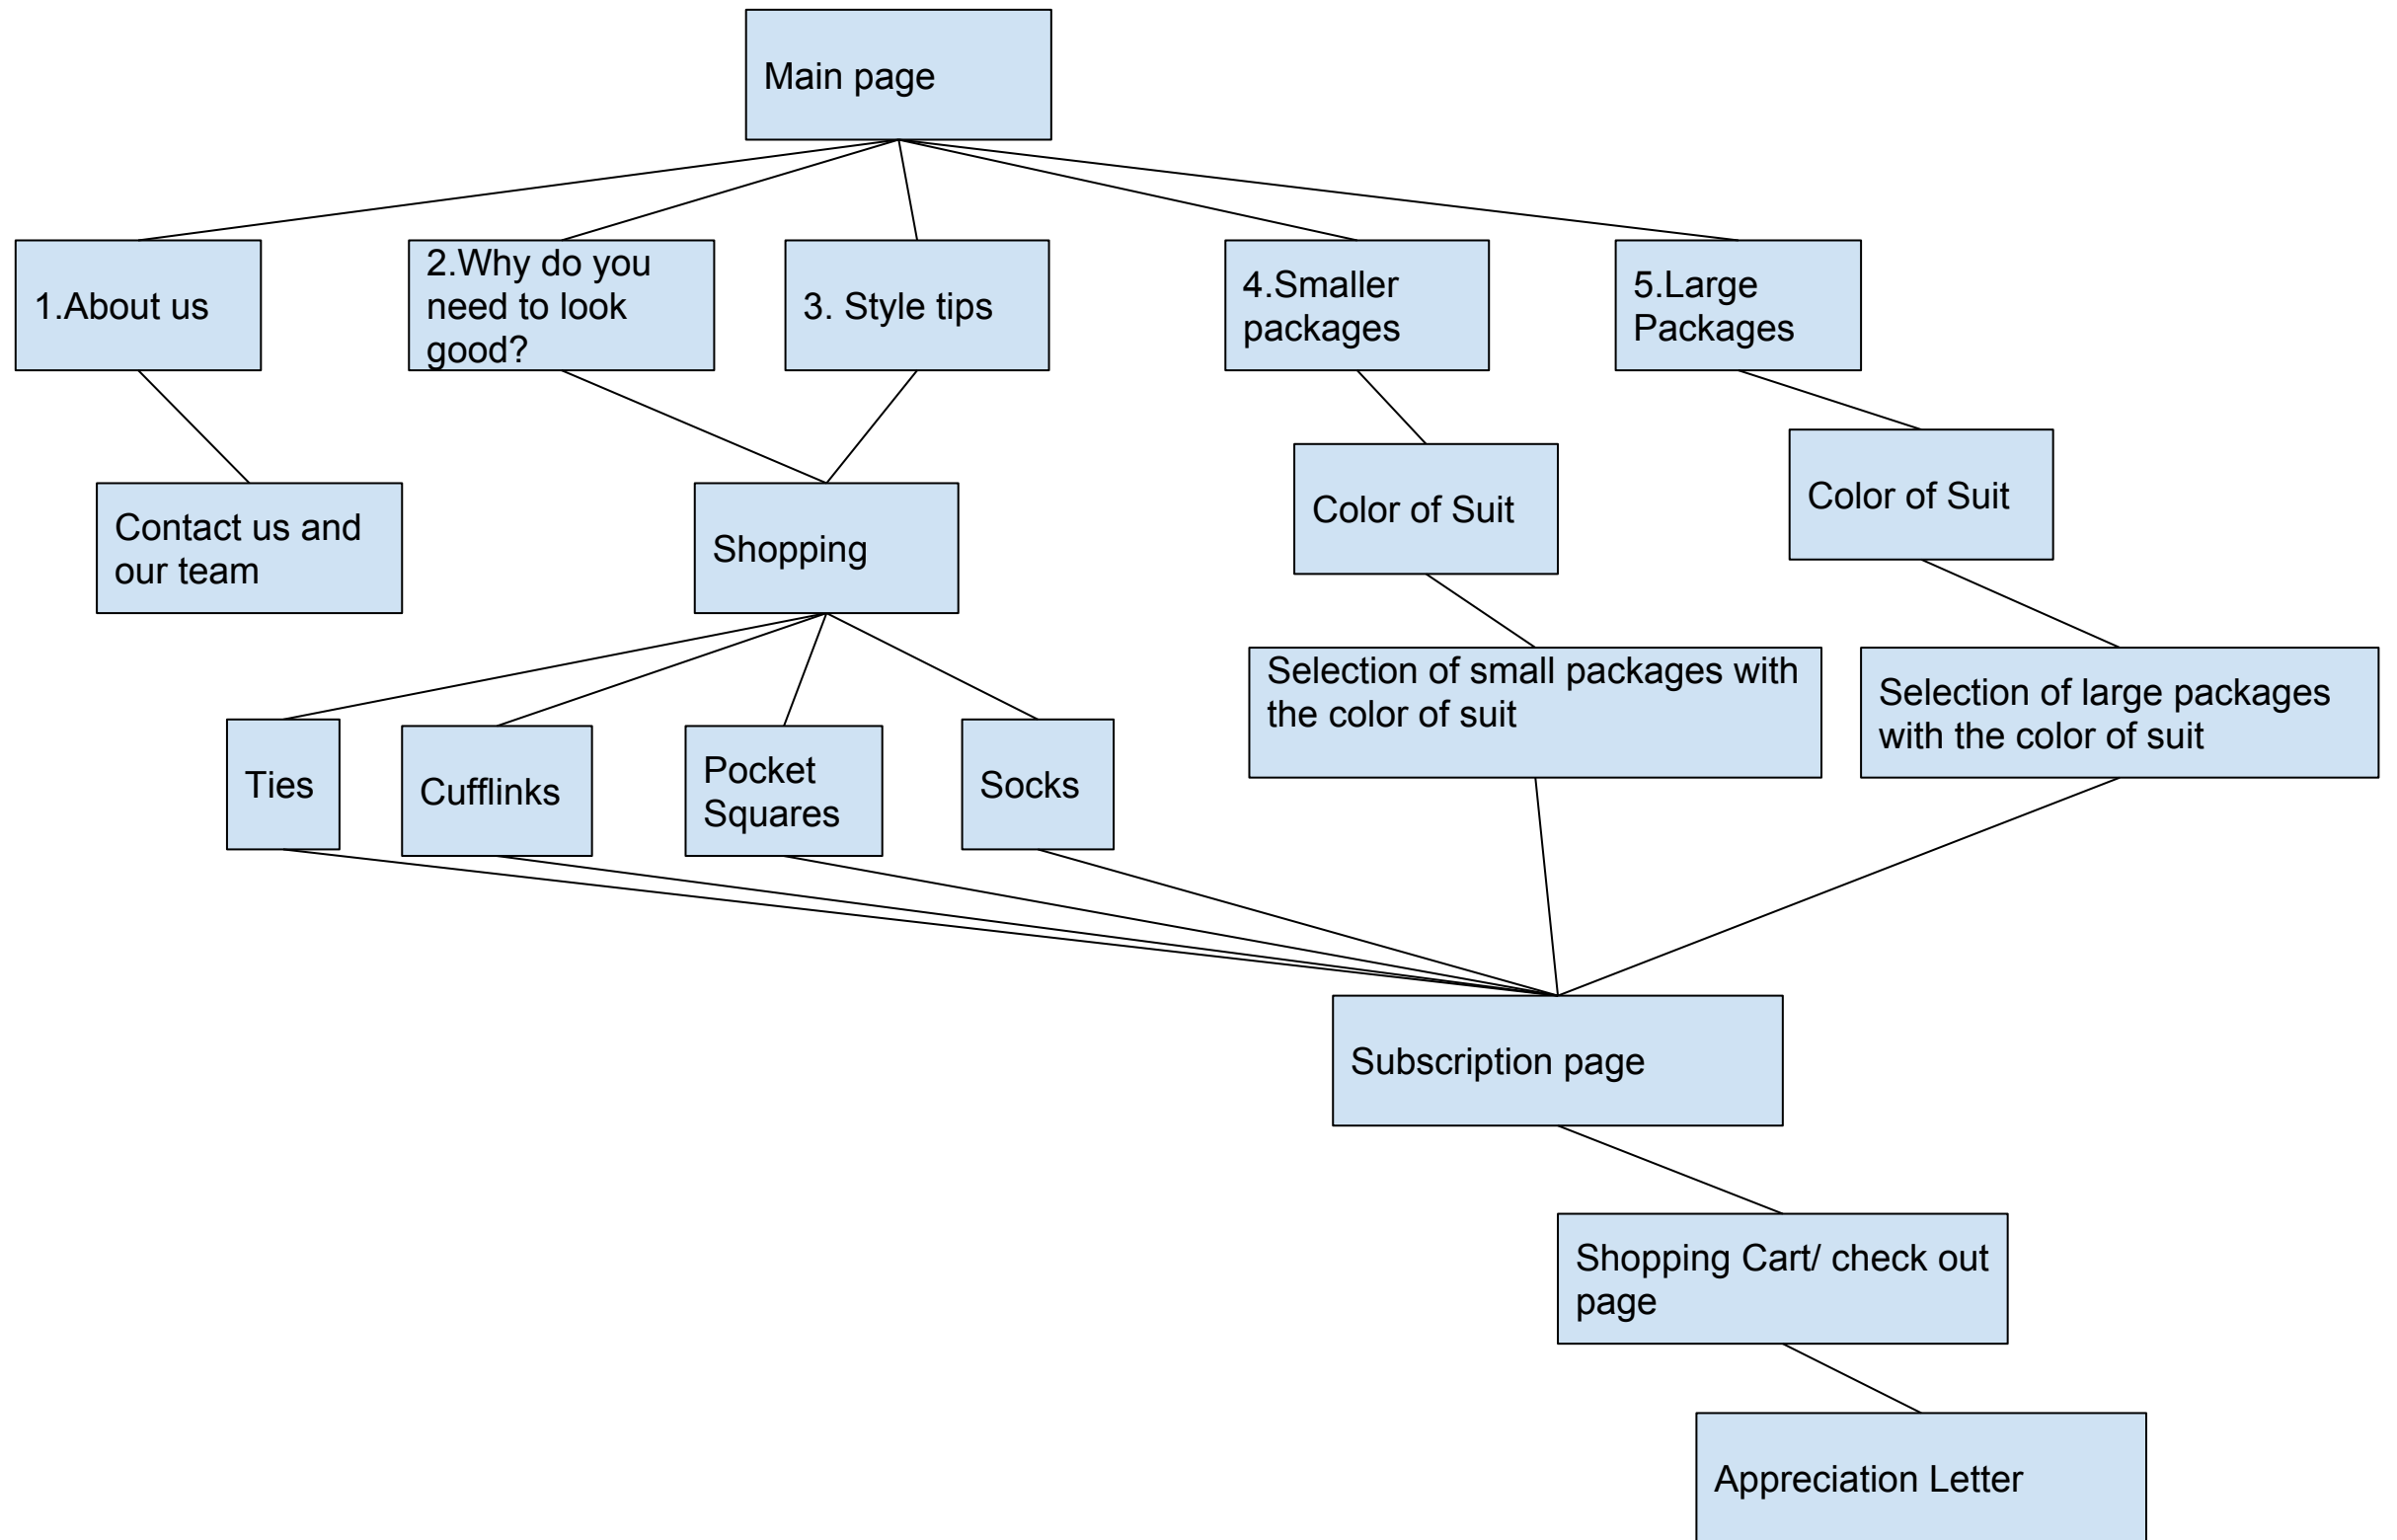 Main page
1.About us
2.Why do you
need to look
good?
3. Style tips
4.Smaller
packages
5.Large
Packages
Contact us and
our team
Shopping
Color of Suit
Color of Suit
Ties
Cufflinks
Pocket
Squares
Socks
Selection of small packages with
the color of suit
Selection of large packages
with the color of suit
Subscription page
Shopping Cart/ check out
page
Appreciation Letter